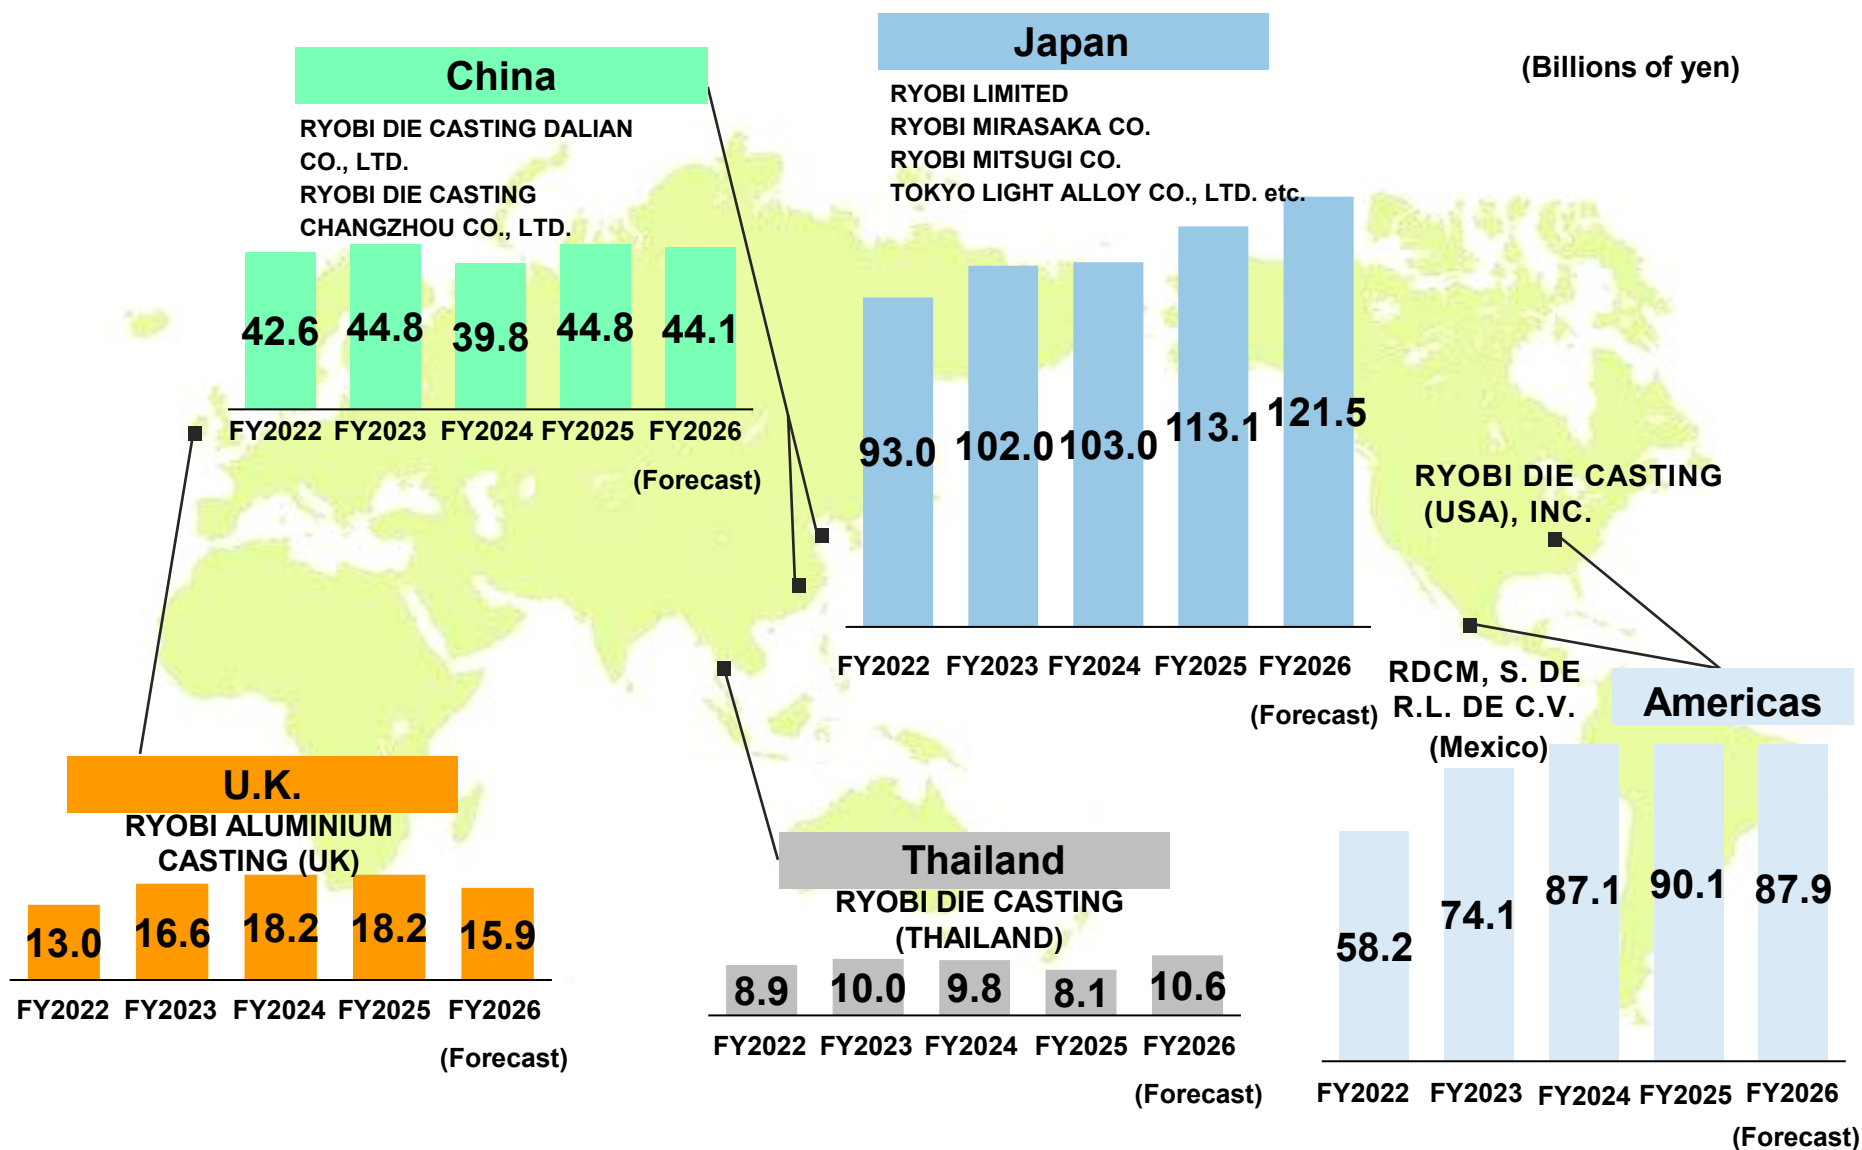 Japan
(Billions of yen)
RYOBI LIMITED
RYOBI MIRASAKA CO.
RYOBI MITSUGI CO.
TOKYO LIGHT ALLOY CO., LTD. etc.
93.0 102.0 103.0 113.1 121.5
FY2022 FY2023 FY2024 FY2025 FY2026
(Forecast)
China
RYOBI DIE CASTING DALIAN
CO., LTD.
RYOBI DIE CASTING
CHANGZHOU CO., LTD.
42.6 44.8 39.8 44.8 44.1
FY2022 FY2023 FY2024 FY2025 FY2026
(Forecast)
RYOBI DIE CASTING
(USA), INC.
RDCM, S. DE
R.L. DE C.V.
(Mexico)
Americas
58.2 74.1 87.1 90.1 87.9
FY2022 FY2023 FY2024 FY2025 FY2026
(Forecast)
U.K.
RYOBI ALUMINIUM
CASTING (UK)
13.0 16.6 18.2 18.2 15.9
FY2022 FY2023 FY2024 FY2025 FY2026
(Forecast)
Thailand
RYOBI DIE CASTING
(THAILAND)
8.9 10.0 9.8 8.1 10.6
FY2022 FY2023 FY2024 FY2025 FY2026
(Forecast)